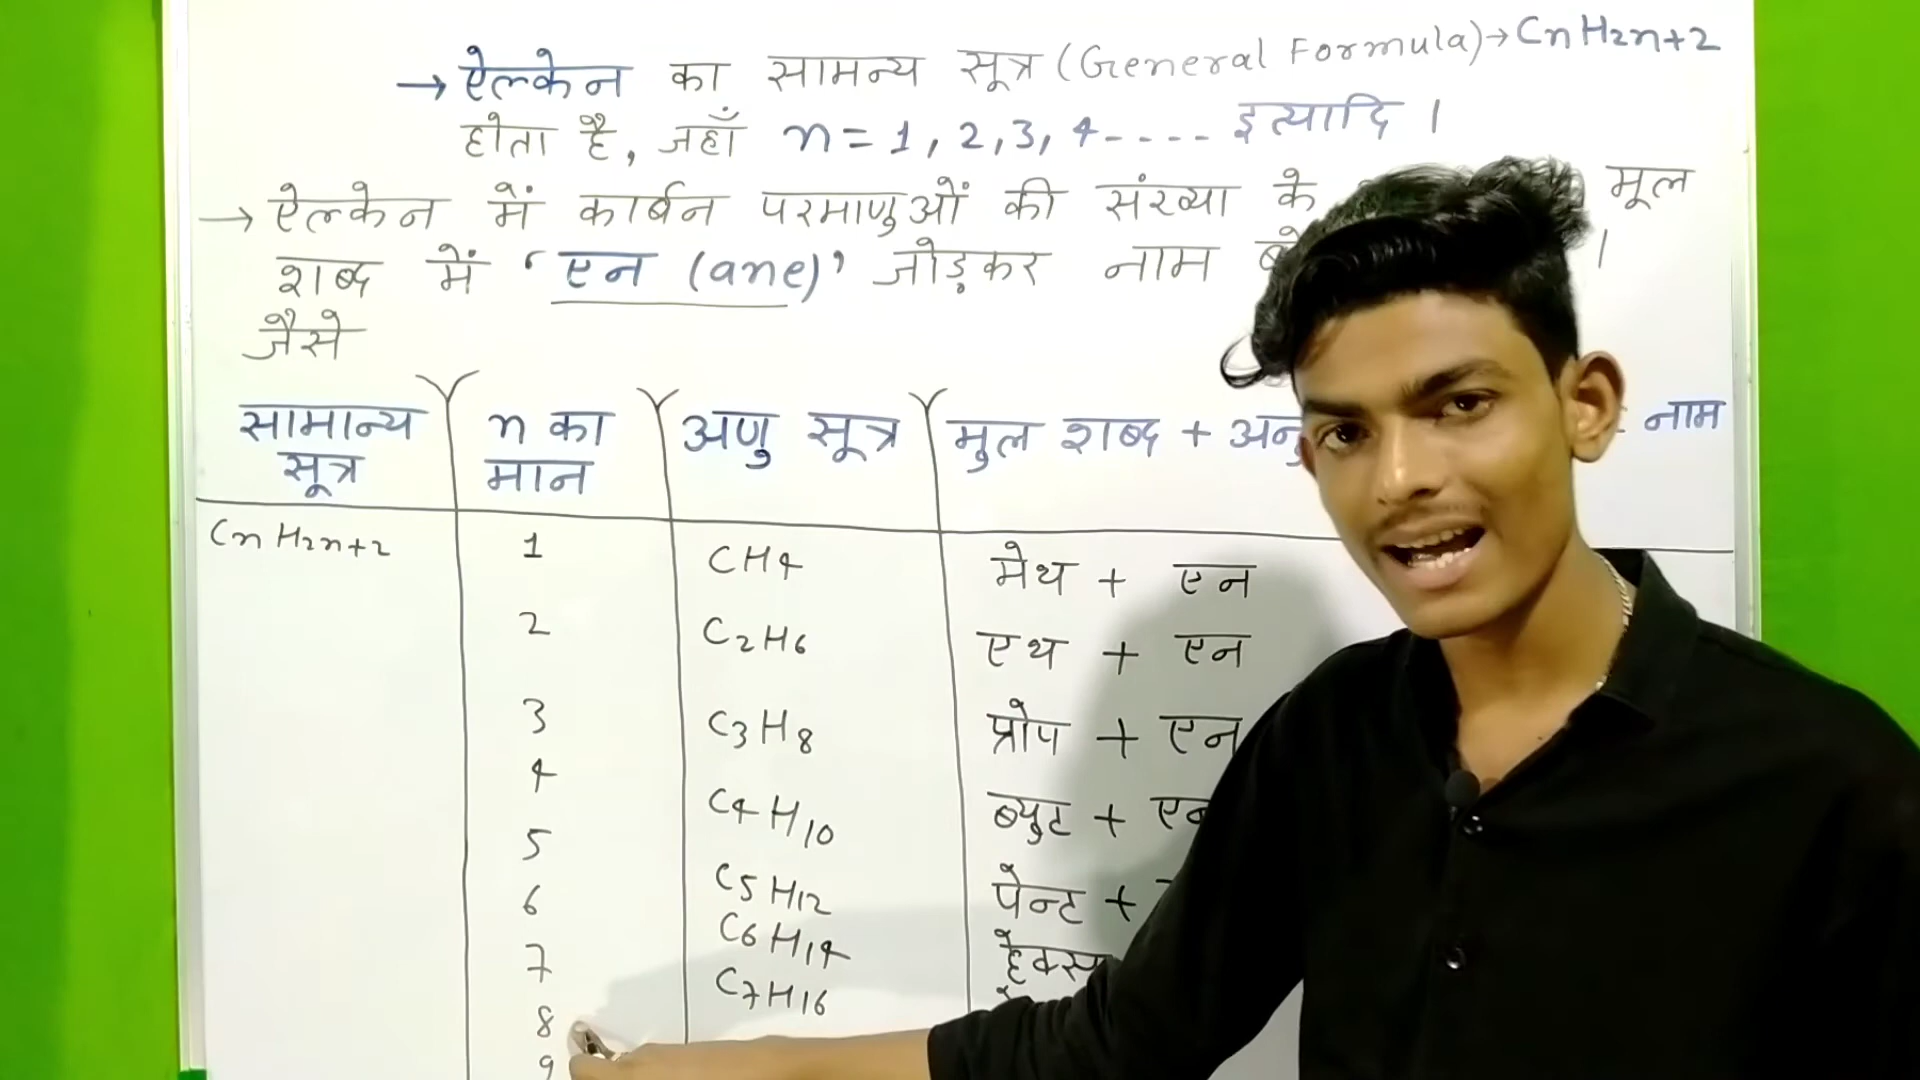 → ऐल्केन का सामन्य सूत्र (General Formula)→ CnH2n+2
होता है, जहाँ n = 1, 2, 3, 4---- इत्यादि ।
→ ऐल्केन में कार्बन परमाणुओं की संख्या के मूल
शब्द में ‘एन (ane)’ जोड़कर नाम ।
जैसे
सामान्य सूत्र n का मान अणु सूत्र मुल शब्द + नाम
CnH2n+2 1 CH4 मेथ + एन
2 C2H6 एथ + एन
3 C3H8 प्रोप + एन
4 C4H10 ब्युट + एन
5 C5H12 पेन्ट +
6 C6H14 हैक्स
7 C7H16
8
9